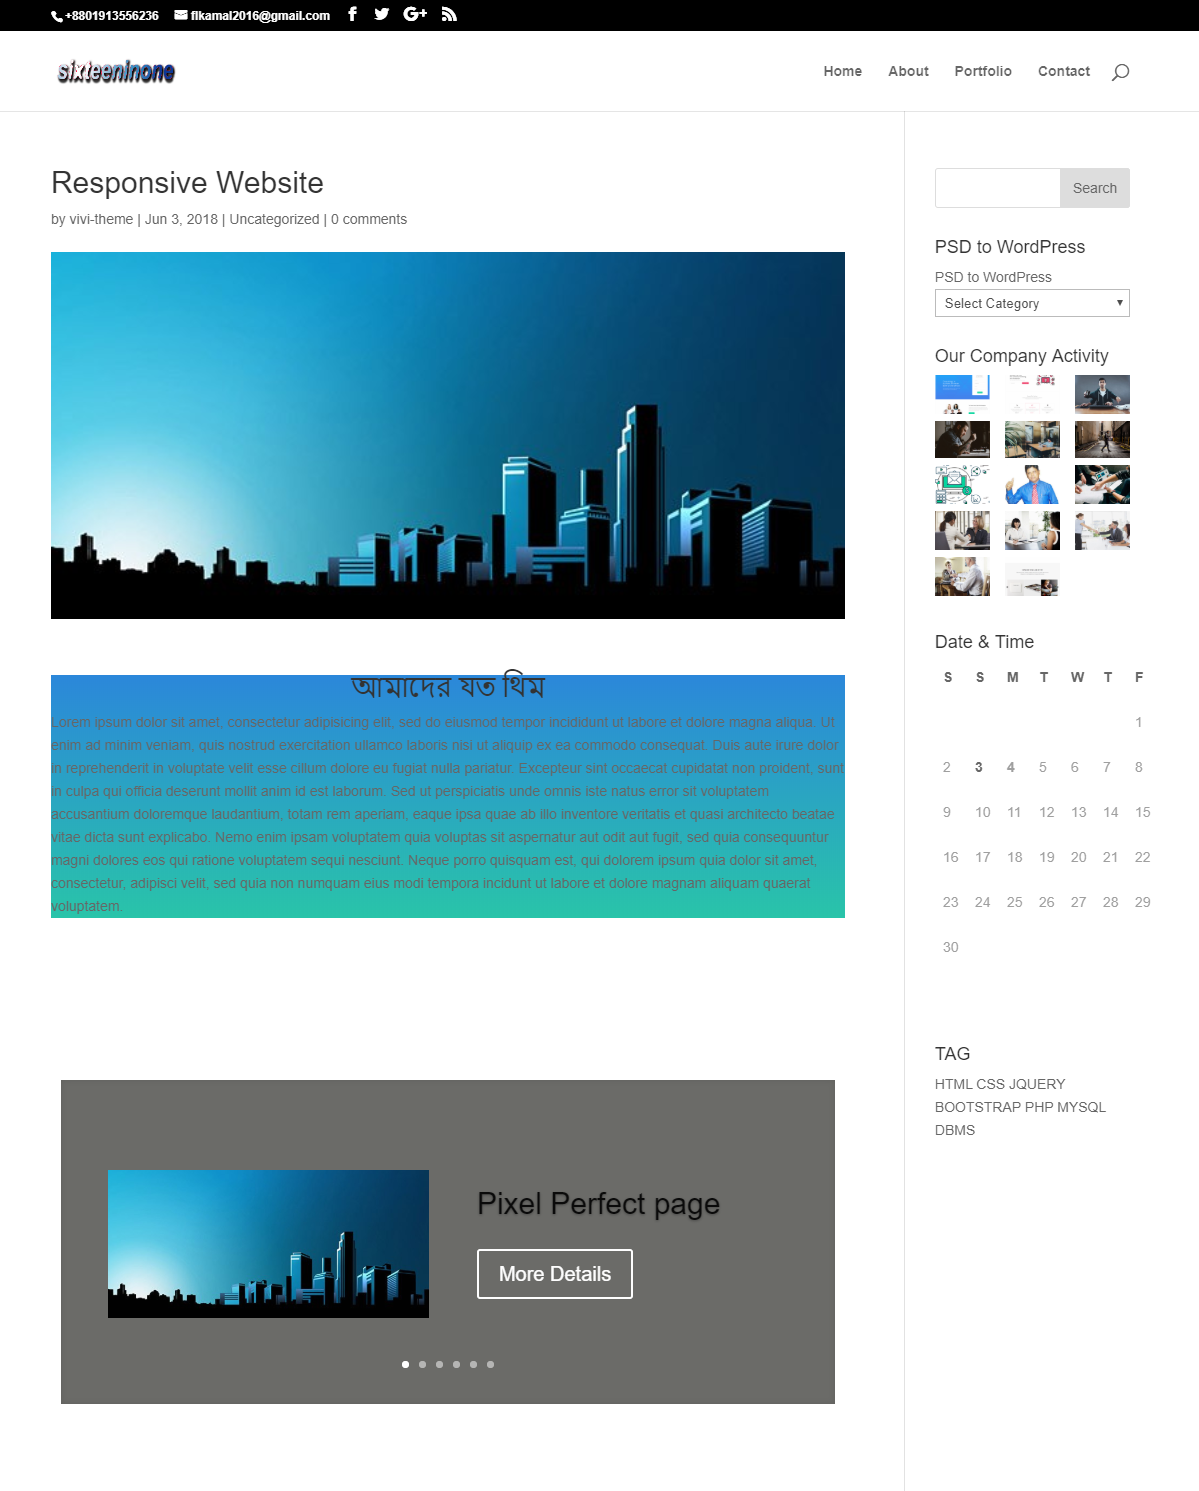 +8801913556236 flkamal2016@gmail.com
sixteeninone
Home About Portfolio Contact
Responsive Website
by vivi-theme | Jun 3, 2018 | Uncategorized | 0 comments
আমাদের যত থিম
Lorem ipsum dolor sit amet, consectetur adipisicing elit, sed do eiusmod tempor incididunt ut labore et dolore magna aliqua. Ut
enim ad minim veniam, quis nostrud exercitation ullamco laboris nisi ut aliquip ex ea commodo consequat. Duis aute irure dolor
in reprehenderit in voluptate velit esse cillum dolore eu fugiat nulla pariatur. Excepteur sint occaecat cupidatat non proident, sunt
in culpa qui officia deserunt mollit anim id est laborum. Sed ut perspiciatis unde omnis iste natus error sit voluptatem
accusantium doloremque laudantium, totam rem aperiam, eaque ipsa quae ab illo inventore veritatis et quasi architecto beatae
vitae dicta sunt explicabo. Nemo enim ipsam voluptatem quia voluptas sit aspernatur aut odit aut fugit, sed quia consequuntur
magni dolores eos qui ratione voluptatem sequi nesciunt. Neque porro quisquam est, qui dolorem ipsum quia dolor sit amet,
consectetur, adipisci velit, sed quia non numquam eius modi tempora incidunt ut labore et dolore magnam aliquam quaerat
voluptatem.
Pixel Perfect page
More Details
Search
PSD to WordPress
PSD to WordPress
Select Category
Our Company Activity
Date & Time
S S M T W T F
1
2 3 4 5 6 7 8
9 10 11 12 13 14 15
16 17 18 19 20 21 22
23 24 25 26 27 28 29
30
TAG
HTML CSS JQUERY
BOOTSTRAP PHP MYSQL
DBMS